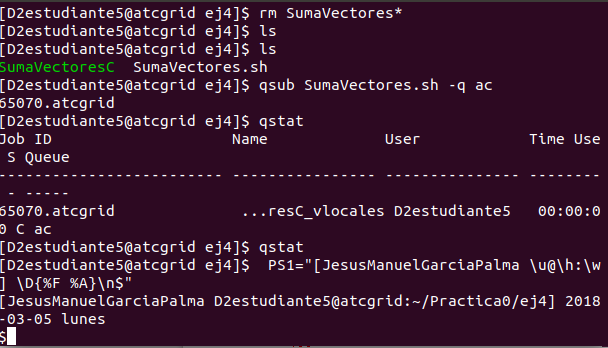 [D2estudiante5@atcgrid ej4]$ rm SumaVectores*
[D2estudiante5@atcgrid ej4]$ ls
[D2estudiante5@atcgrid ej4]$ ls
SumaVectoresC  SumaVectores.sh
[D2estudiante5@atcgrid ej4]$ qsub SumaVectores.sh -q ac
65070.atcgrid
[D2estudiante5@atcgrid ej4]$ qstat
Job ID                    Name             User            Time Use
 S Queue
------------------------- ---------------- --------------- --------
 - -----
65070.atcgrid              ...resC_vlocales D2estudiante5   00:00:0
0 C ac
[D2estudiante5@atcgrid ej4]$ qstat
[D2estudiante5@atcgrid ej4]$  PS1="[JesusManuelGarciaPalma \u@\h:\w
] \D{%F %A}\n$"
[JesusManuelGarciaPalma D2estudiante5@atcgrid:~/Practica0/ej4] 2018
-03-05 lunes
$